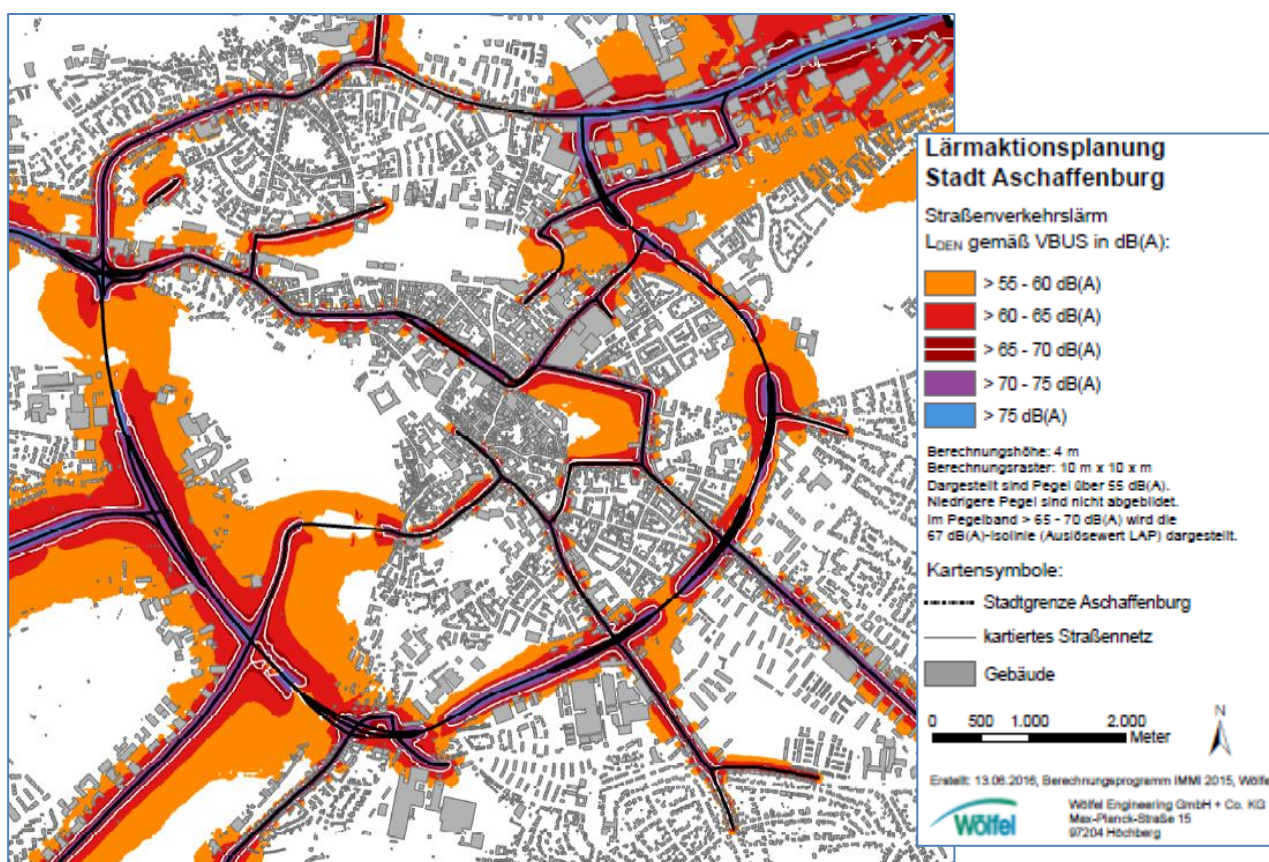 Lärmaktionsplanung
Stadt Aschaffenburg
Straßenverkehrslärm
LDEN gemäß VBUS in dB(A):
> 55 - 60 dB(A)
> 60 - 65 dB(A)
> 65 - 70 dB(A)
> 70 - 75 dB(A)
> 75 dB(A)
Berechnungshöhe: 4 m
Berechnungsraster: 10 m x 10 x m
Dargestellt sind Pegel über 55 dB(A).
Niedrigere Pegel sind nicht abgebildet.
Im Pegelband > 65 - 70 dB(A) wird die
67 dB(A)-Isolinie (Auslösewert LAP) dargestellt.
Kartensymbole:
Stadtgrenze Aschaffenburg
kartiertes Straßennetz
Gebäude
0 500 1.000 2.000
Meter
N
Erstellt: 13.06.2016, Berechnungsprogramm IMMI 2015, Wölfe
Wölfel Engineering GmbH + Co. KG
Max-Planck-Straße 15
97204 Höchberg
Wölfel